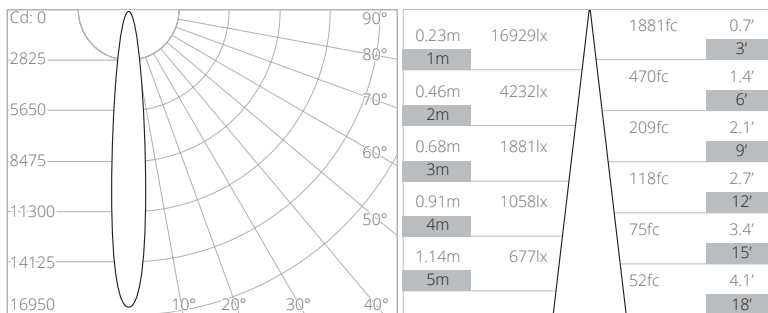 Cd: 0
2825
5650
8475
11300
14125
16950
90°
80°
70°
60°
50°
40°
30°
20°
10°
0.23m 16929lx
1m
0.46m 4232lx
2m
0.68m 1881lx
3m
0.91m 1058lx
4m
1.14m 677lx
5m
1881fc 0.7'
3'
470fc 1.4'
6'
209fc 2.1'
9'
118fc 2.7'
12'
75fc 3.4'
15'
52fc 4.1'
18'